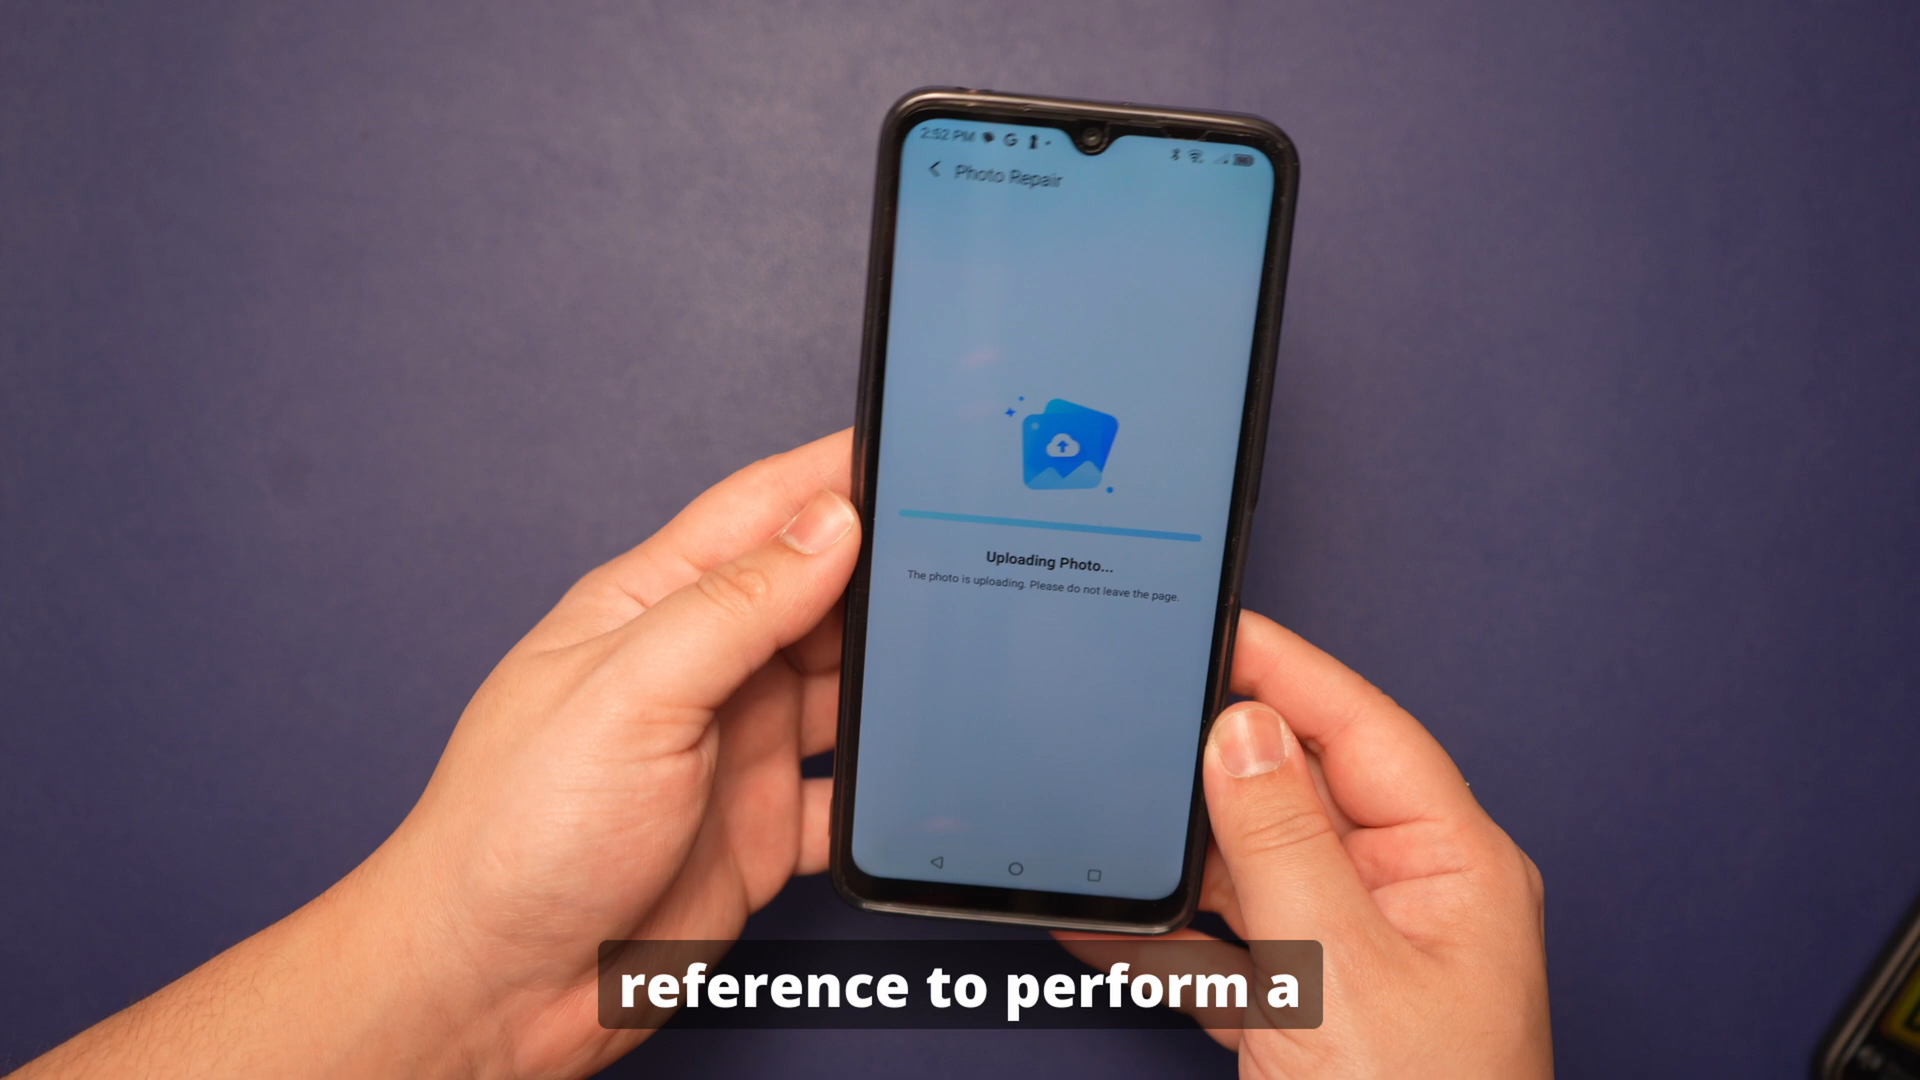 2:52 PM
Photo Repair
Uploading Photo...
The photo is uploading. Please do not leave the page.
reference to perform a